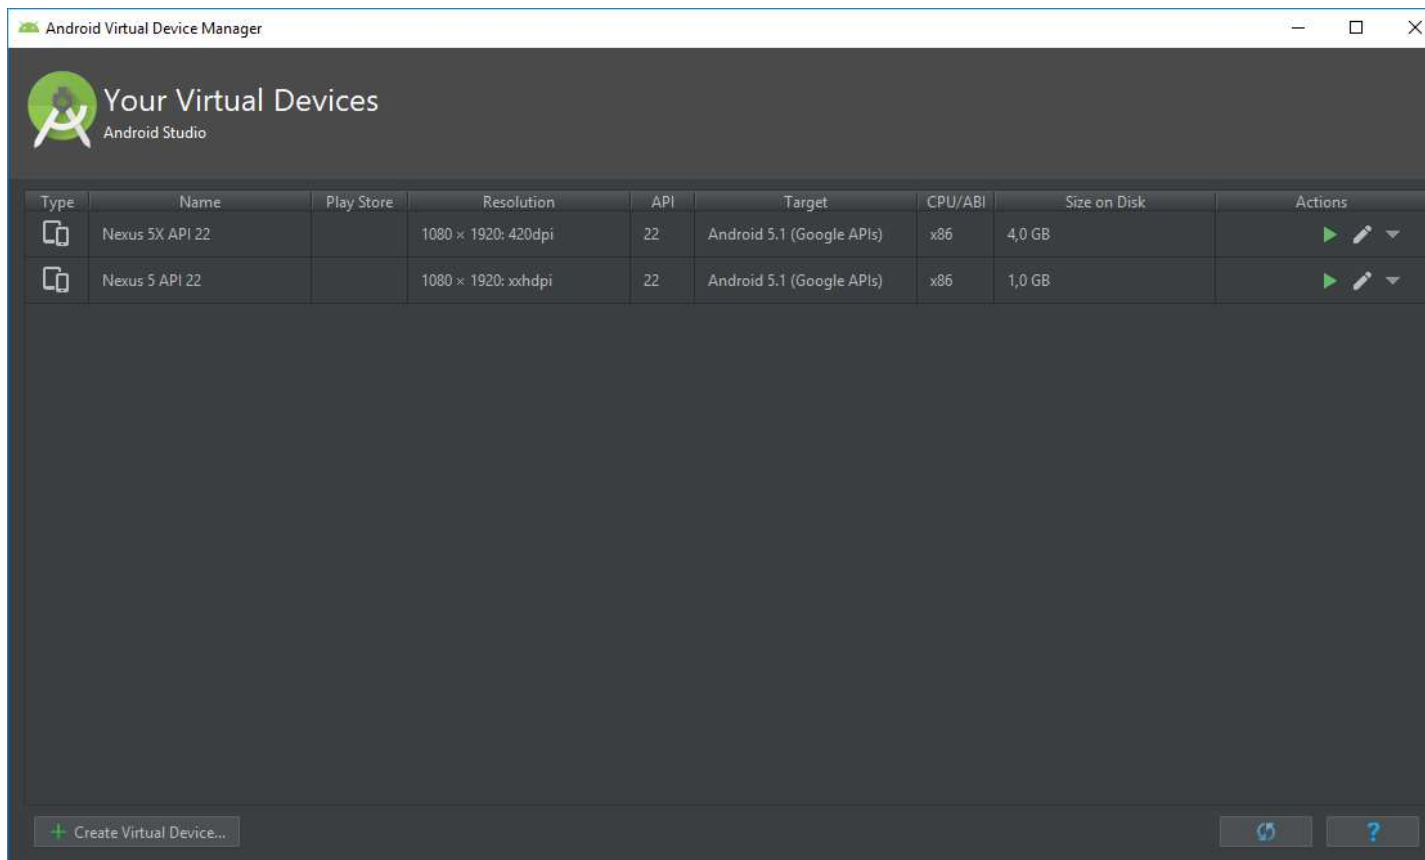 Android Virtual Device Manager
Your Virtual Devices
Android Studio
Type Name Play Store Resolution API Target CPU/ABI Size on Disk Actions
Nexus 5X API 22 1080 × 1920: 420dpi 22 Android 5.1 (Google APIs) x86 4,0 GB
Nexus 5 API 22 1080 × 1920: xxhdpi 22 Android 5.1 (Google APIs) x86 1,0 GB
+ Create Virtual Device... ?